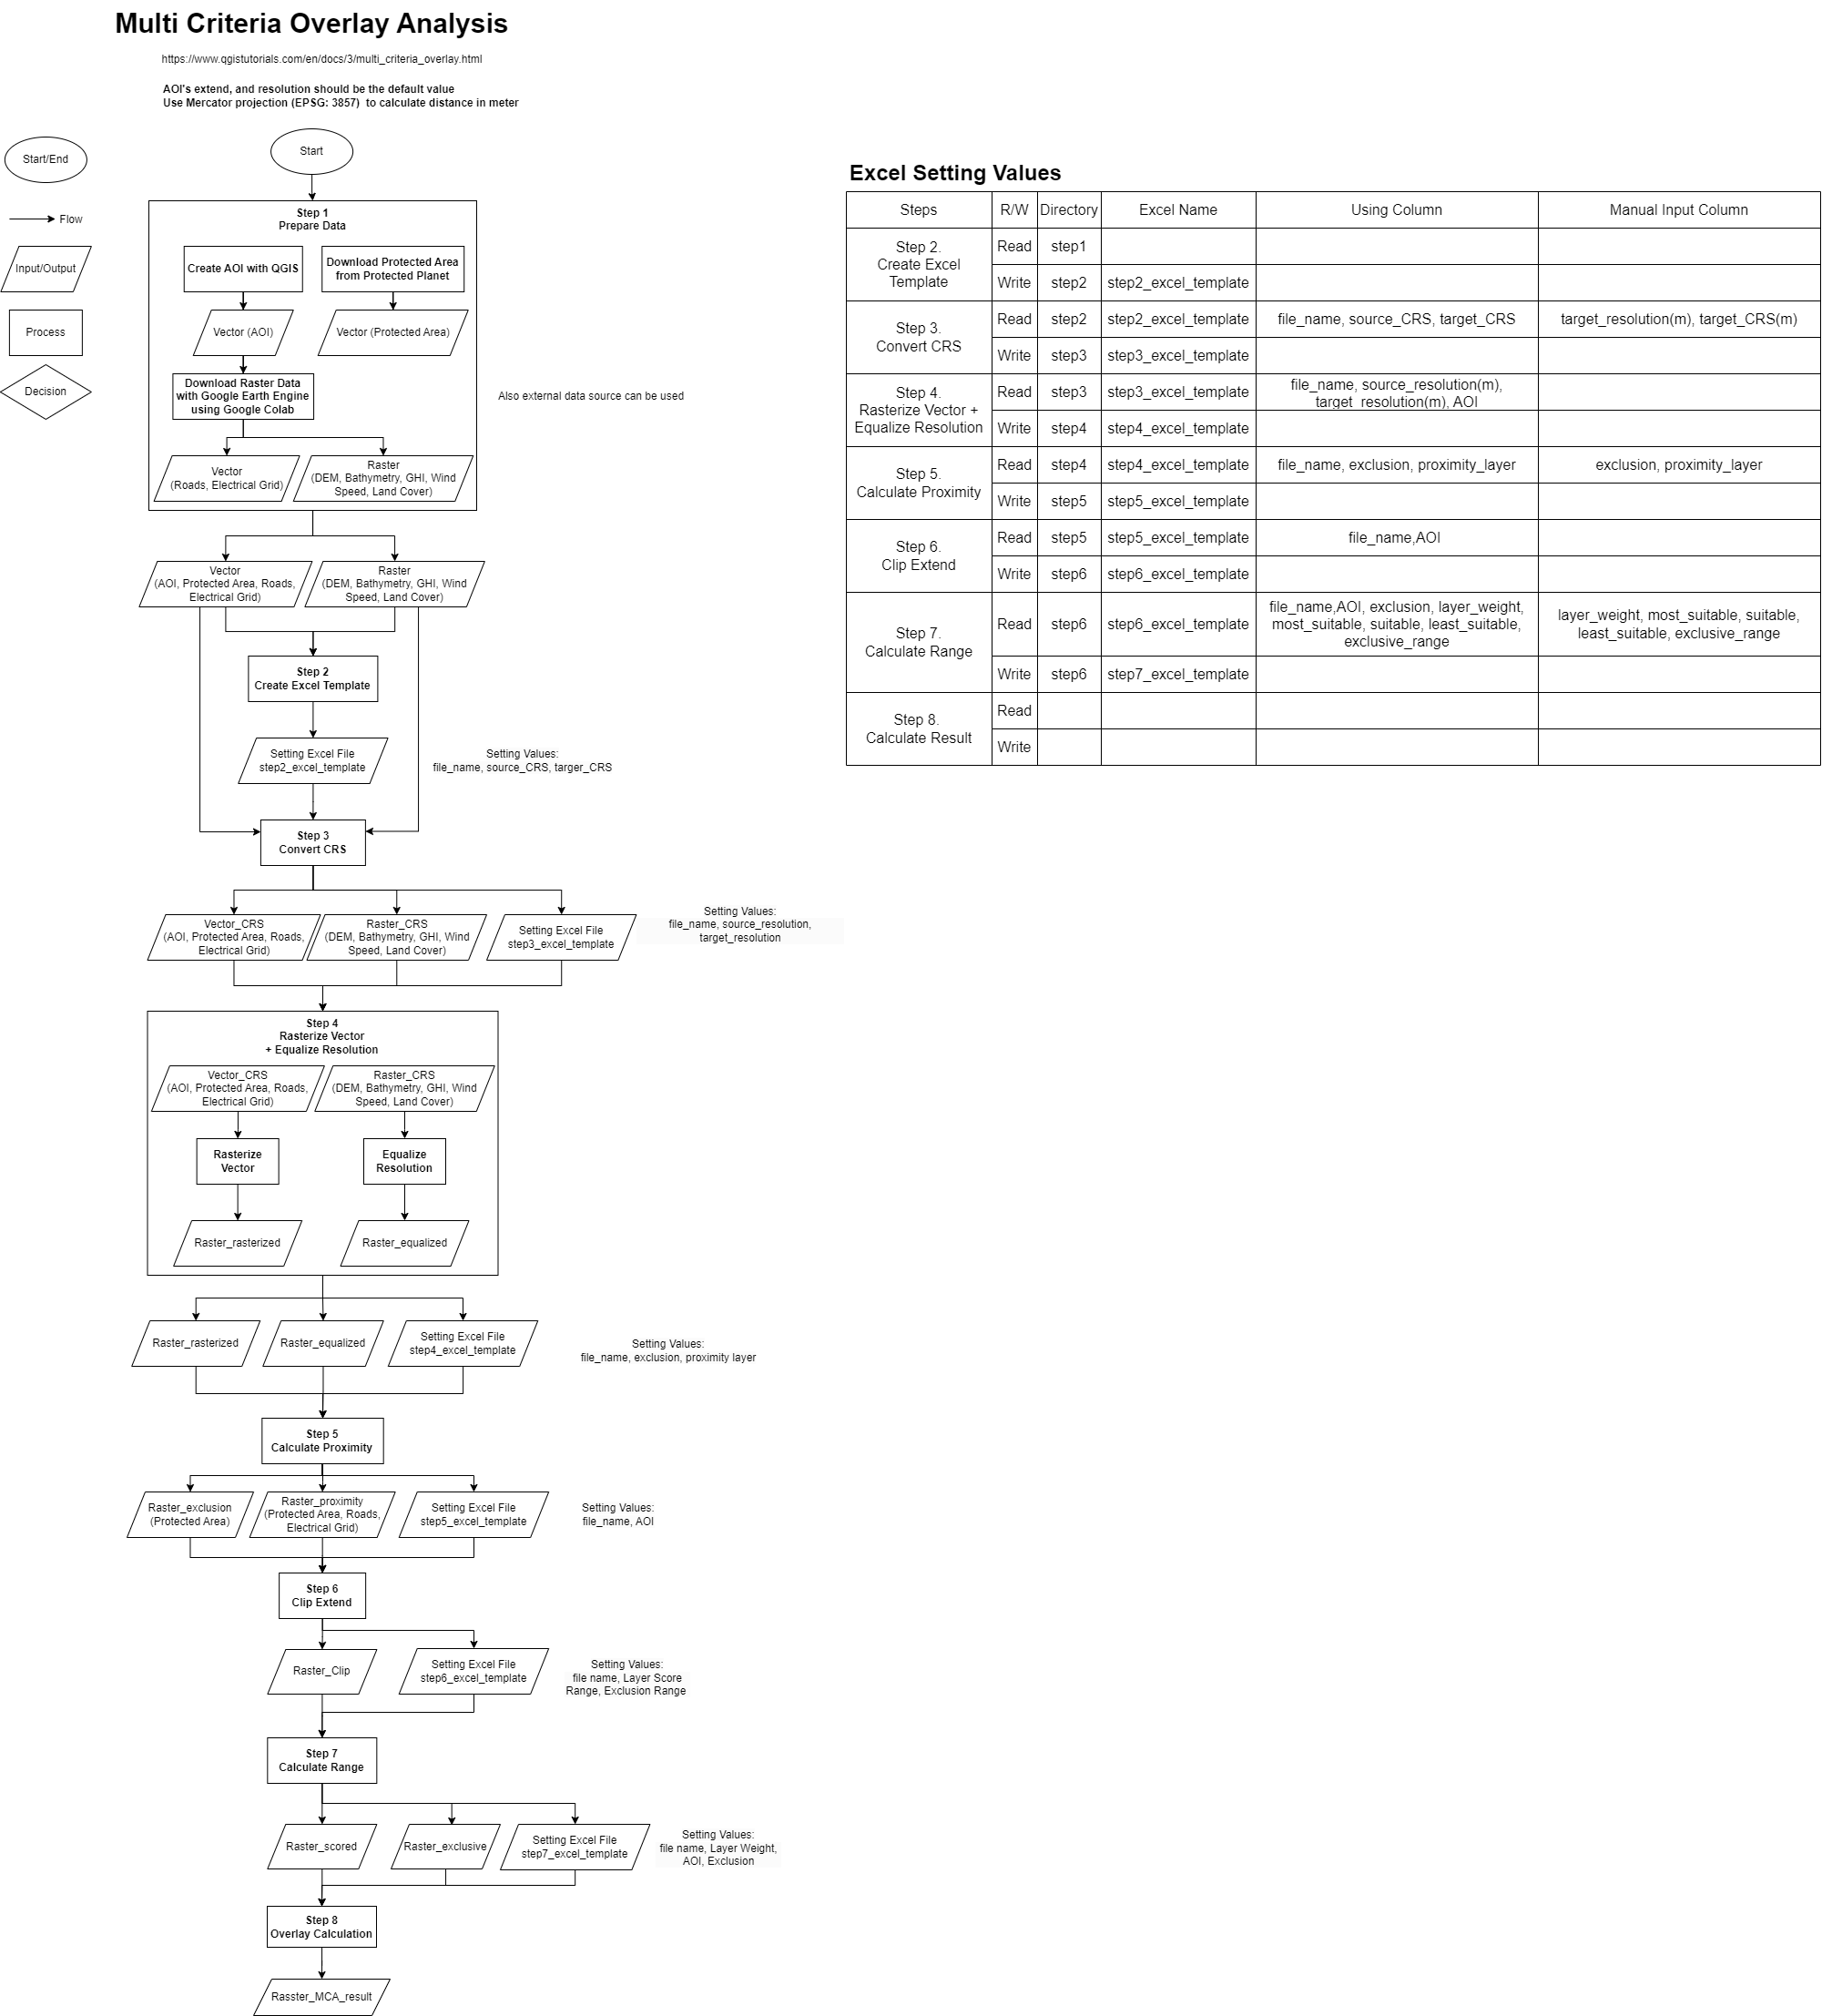 Multi Criteria Overlay Analysis
https://www.qgistutorials.com/en/docs/3/multi_criteria_overlay.html
AOI's extend, and resolution should be the default value
Use Mercator projection (EPSG: 3857)  to calculate distance in meter
Start/End
Flow
Input/Output
Process
Decision
Start
Step 1
Prepare Data
Create AOI with QGIS
Download Protected Area
from Protected Planet
Vector (AOI)
Vector (Protected Area)
Download Raster Data
with Google Earth Engine
using Google Colab
Also external data source can be used
Vector
(Roads, Electrical Grid)
Raster
(DEM, Bathymetry, GHI, Wind
Speed, Land Cover)
Vector
(AOI, Protected Area, Roads,
Electrical Grid)
Raster
(DEM, Bathymetry, GHI, Wind
Speed, Land Cover)
Step 2
Create Excel Template
Setting Excel File
step2_excel_template
Setting Values:
file_name, source_CRS, targer_CRS
Step 3
Convert CRS
Vector_CRS
(AOI, Protected Area, Roads,
Electrical Grid)
Raster_CRS
(DEM, Bathymetry, GHI, Wind
Speed, Land Cover)
Setting Excel File
step3_excel_template
Setting Values:
file_name, source_resolution,
target_resolution
Step 4
Rasterize Vector
+ Equalize Resolution
Vector_CRS
(AOI, Protected Area, Roads,
Electrical Grid)
Raster_CRS
(DEM, Bathymetry, GHI, Wind
Speed, Land Cover)
Rasterize
Vector
Equalize
Resolution
Raster_rasterized
Raster_equalized
Raster_rasterized
Raster_equalized
Setting Excel File
step4_excel_template
Setting Values:
file_name, exclusion, proximity layer
Step 5
Calculate Proximity
Raster_exclusion
(Protected Area)
Raster_proximity
(Protected Area, Roads,
Electrical Grid)
Setting Excel File
step5_excel_template
Setting Values:
file_name, AOI
Step 6
Clip Extend
Raster_Clip
Setting Excel File
step6_excel_template
Setting Values:
file name, Layer Score
Range, Exclusion Range
Step 7
Calculate Range
Raster_scored
Raster_exclusive
Setting Excel File
step7_excel_template
Setting Values:
file name, Layer Weight,
AOI, Exclusion
Step 8
Overlay Calculation
Rasster_MCA_result
Excel Setting Values
Steps R/W Directory Excel Name Using Column Manual Input Column
Step 2.
Create Excel
Template
Read step1
Write step2 step2_excel_template
Step 3.
Convert CRS
Read step2 step2_excel_template file_name, source_CRS, target_CRS target_resolution(m), target_CRS(m)
Write step3 step3_excel_template
Step 4.
Rasterize Vector +
Equalize Resolution
Read step3 step3_excel_template file_name, source_resolution(m),
target_resolution(m), AOI
Write step4 step4_excel_template
Step 5.
Calculate Proximity
Read step4 step4_excel_template file_name, exclusion, proximity_layer exclusion, proximity_layer
Write step5 step5_excel_template
Step 6.
Clip Extend
Read step5 step5_excel_template file_name,AOI
Write step6 step6_excel_template
Step 7.
Calculate Range
Read step6 step6_excel_template
file_name,AOI, exclusion, layer_weight,
most_suitable, suitable, least_suitable,
exclusive_range
layer_weight, most_suitable, suitable,
least_suitable, exclusive_range
Write step6 step7_excel_template
Step 8.
Calculate Result
Read
Write